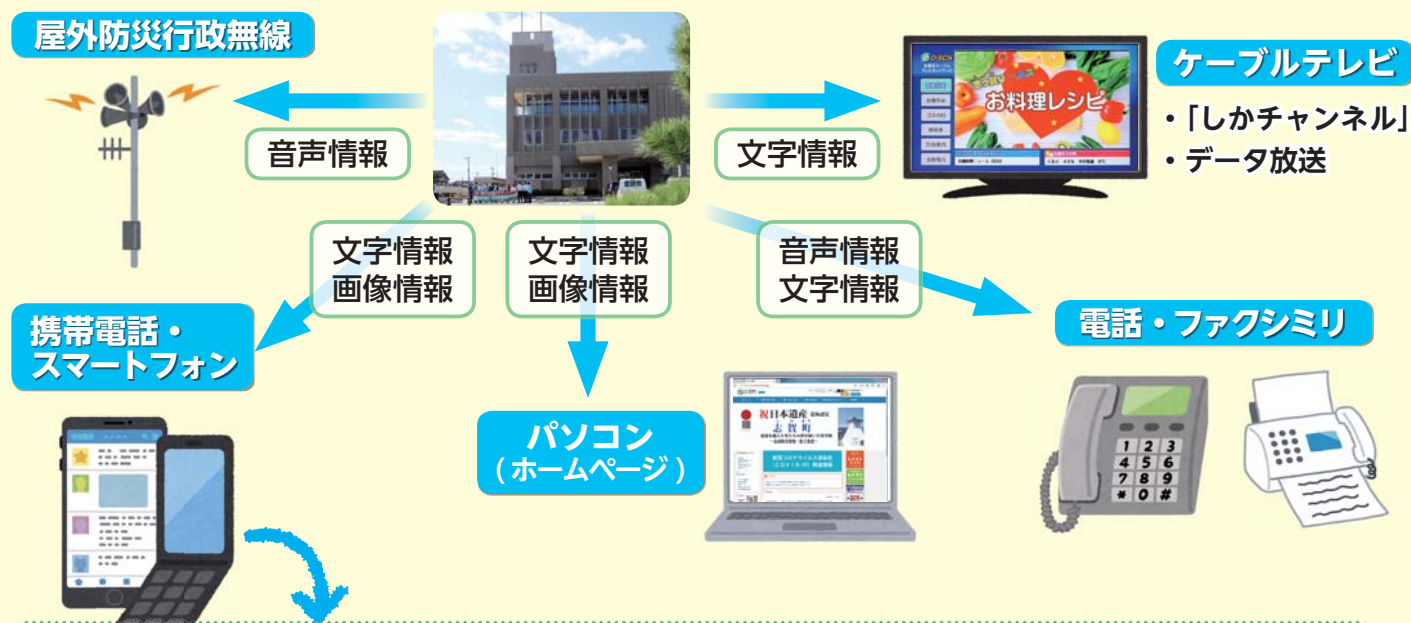 屋外防災行政無線
音声情報
文字情報
お料理レシピ
ケーブルテレビ
・「しかチャンネル」
・データ放送
文字情報
画像情報
文字情報
画像情報
音声情報
文字情報
携帯電話・
スマートフォン
パソコン
(ホームページ)
祝日本遺産
志賀町
電話・ファクシミリ
1 2 3
4 5 6
7 8 9
* 0 #